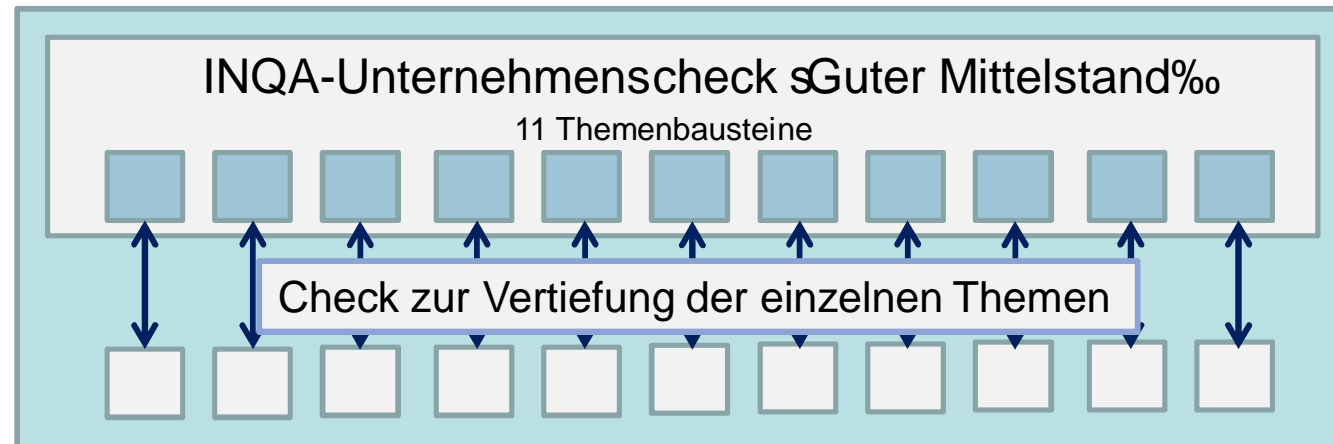 INQA-Unternehmenscheck sGuter Mittelstand‰
11 Themenbausteine
Check zur Vertiefung der einzelnen Themen